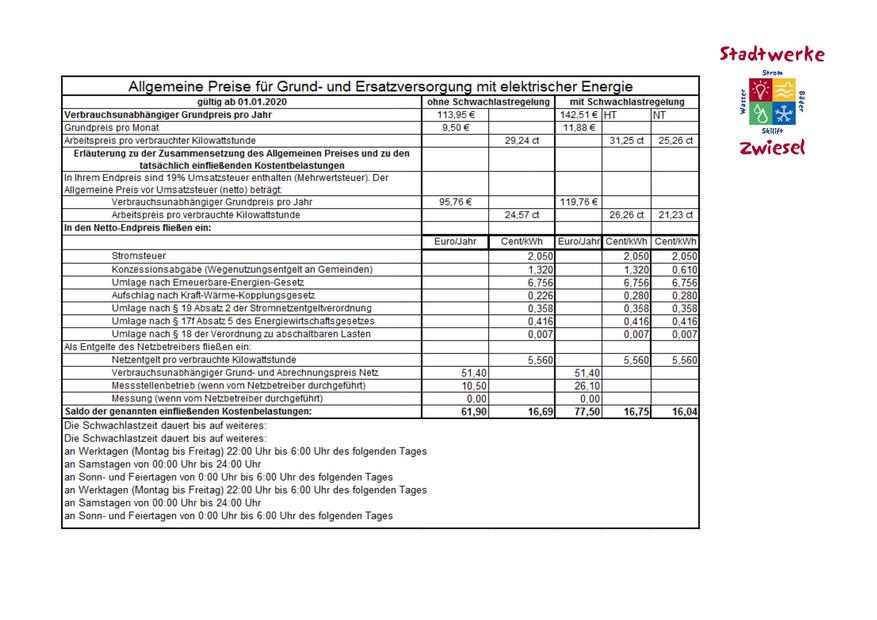 Stadtwerke
Strom
Wasser
Bäder
Skilift
Zwiesel
Allgemeine Preise für Grund- und Ersatzversorgung mit elektrischer Energie
gültig ab 01.01.2020 ohne Schwachlastregelung mit Schwachlastregelung
Verbrauchsunabhängiger Grundpreis pro Jahr 113,95 € 142,51 € HT NT
Grundpreis pro Monat 9,50 € 11,88 €
Arbeitspreis pro verbrauchter Kilowattstunde 29,24 ct 31,25 ct 25,26 ct
Erläuterung zu der Zusammensetzung des Allgemeinen Preises und zu den
tatsächlich einfließenden Kostenbelastungen
In Ihrem Endpreis sind 19% Umsatzsteuer enthalten (Mehrwertsteuer). Der
Allgemeine Preis vor Umsatzsteuer (netto) beträgt:
Verbrauchsunabhängiger Grundpreis pro Jahr 95,76 € 119,76 €
Arbeitspreis pro verbrauchte Kilowattstunde 24,57 ct 26,26 ct 21,23 ct
In den Netto-Endpreis fließen ein:
Euro/Jahr Cent/kWh Euro/Jahr Cent/kWh Cent/kWh
Stromsteuer 2,050 2,050 2,050
Konzessionsabgabe (Wegenutzungsentgelt an Gemeinden) 1,320 1,320 0,610
Umlage nach Erneuerbare-Energien-Gesetz 6,756 6,756 6,756
Aufschlag nach Kraft-Wärme-Kopplungsgesetz 0,226 0,280 0,280
Umlage nach § 19 Absatz 2 der Stromnetzentgeltverordnung 0,358 0,358 0,358
Umlage nach § 17f Absatz 5 des Energiewirtschaftsgesetzes 0,416 0,416 0,416
Umlage nach § 18 der Verordnung zu abschaltbaren Lasten 0,007 0,007 0,007
Als Entgelte des Netzbetreibers fließen ein:
Netzentgelt pro verbrauchte Kilowattstunde 5,560 5,560 5,560
Verbrauchsunabhängiger Grund- und Abrechnungspreis Netz 51,40 51,40
Messstellenbetrieb (wenn vom Netzbetreiber durchgeführt) 10,50 26,10
Messung (wenn vom Netzbetreiber durchgeführt) 0,00 0,00
Saldo der genannten einfließenden Kostenbelastungen: 61,90 16,69 77,50 16,75 16,04
Die Schwachlastzeit dauert bis auf weiteres:
Die Schwachlastzeit dauert bis auf weiteres:
an Werktagen (Montag bis Freitag) 22:00 Uhr bis 6:00 Uhr des folgenden Tages
an Samstagen von 00:00 Uhr bis 24:00 Uhr
an Sonn- und Feiertagen von 0:00 Uhr bis 6:00 Uhr des folgenden Tages
an Werktagen (Montag bis Freitag) 22:00 Uhr bis 6:00 Uhr des folgenden Tages
an Samstagen von 00:00 Uhr bis 24:00 Uhr
an Sonn- und Feiertagen von 0:00 Uhr bis 6:00 Uhr des folgenden Tages